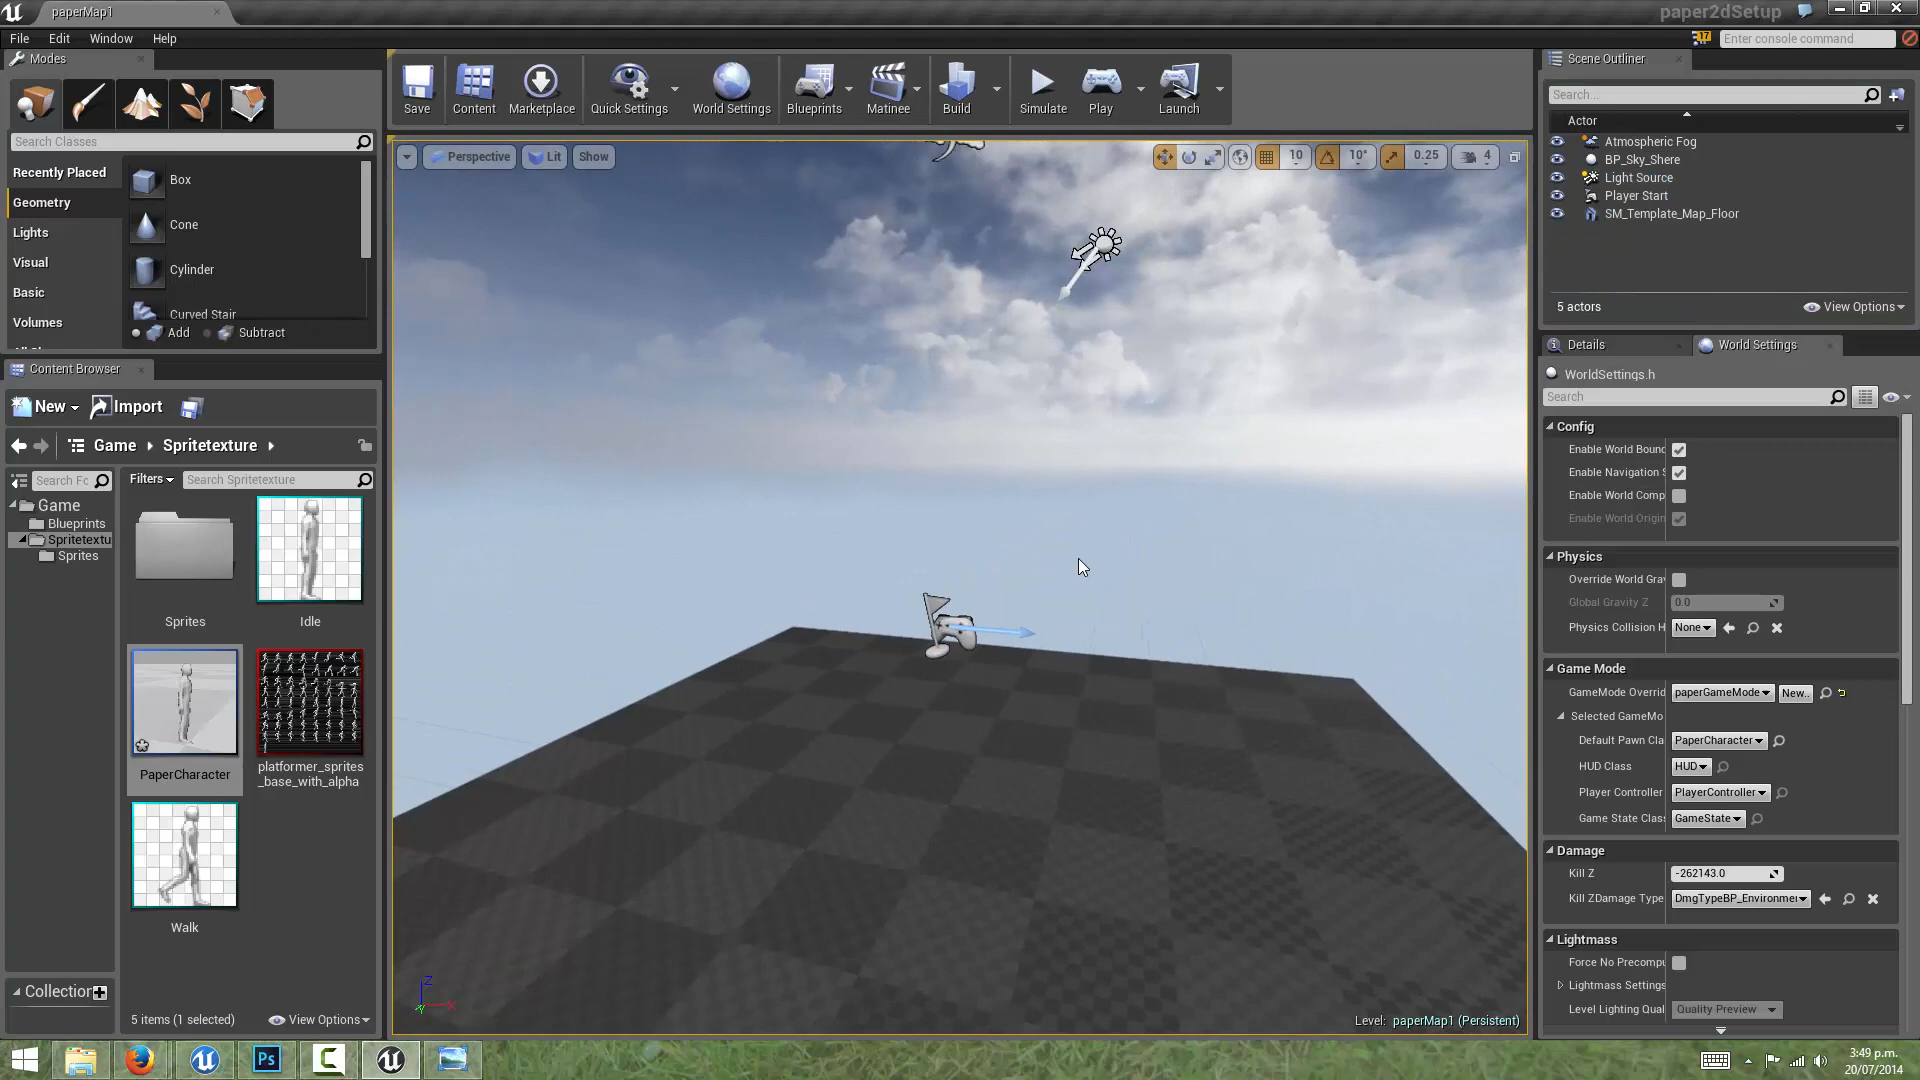 paperMap1
paper2dSetup
File Edit Window Help
17
Enter console command
Modes
Search Classes
Recently Placed
Geometry
Lights
Visual
Basic
Volumes
Box
Cone
Cylinder
Curved Stair
Add Subtract
Content Browser
New Import
Game Spritetexture
Search Fo
Filters
Search Spritetexture
Game
Blueprints
Spritetextu
Sprites
Sprites
Idle
PaperCharacter
platformer_sprites
_base_with_alpha
Walk
Collection
5 items (1 selected)
View Options
Save Content Marketplace Quick Settings World Settings Blueprints Matinee Build Simulate Play Launch
Perspective Lit Show
10 10° 0.25 4
Z
X
Y
Level: paperMap1 (Persistent)
Scene Outliner
Search...
Actor
Atmospheric Fog
BP_Sky_Shere
Light Source
Player Start
SM_Template_Map_Floor
5 actors
View Options
Details World Settings
WorldSettings.h
Search
Config
Enable World Bound
Enable Navigation S
Enable World Comp
Enable World Origin
Physics
Override World Grav
Global Gravity Z 0.0
Physics Collision H None
Game Mode
GameMode Overrid paperGameMode New..
Selected GameMo
Default Pawn Cla PaperCharacter
HUD Class HUD
Player Controller PlayerController
Game State Class GameState
Damage
Kill Z -262143.0
Kill ZDamage Type DmgTypeBP_Environmen
Lightmass
Force No Precompu
Lightmass Settings
Level Lighting Qual Quality Preview
Ps
3:49 p.m.
20/07/2014